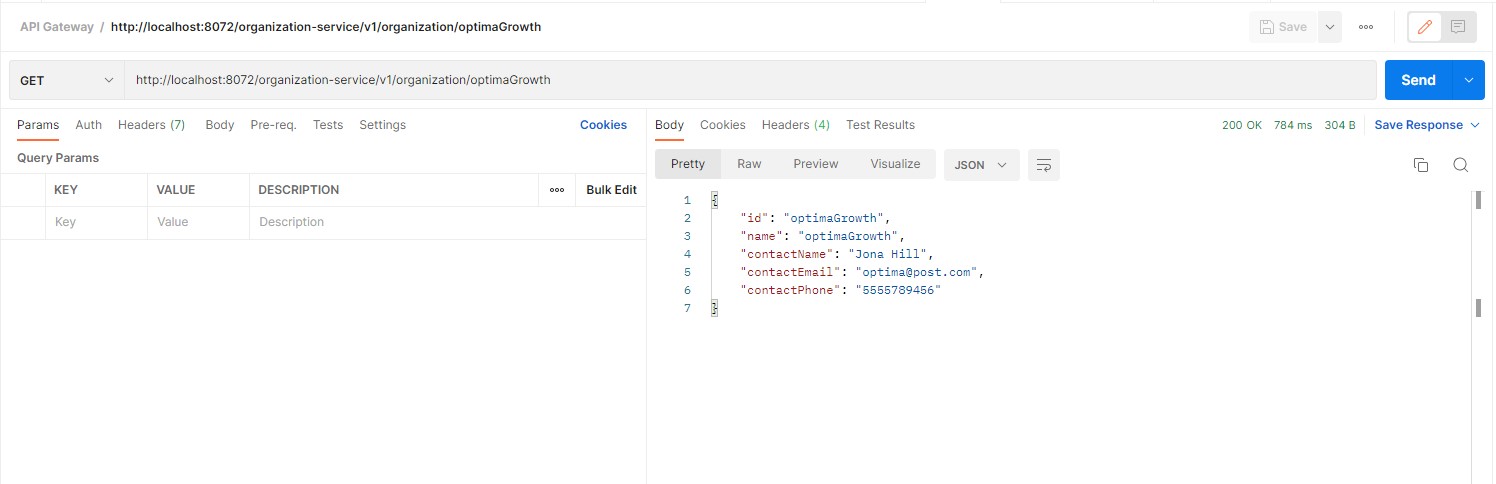 API Gateway / http://localhost:8072/organization-service/v1/organization/optimaGrowth Save
GET http://localhost:8072/organization-service/v1/organization/optimaGrowth Send
Params Auth Headers (7) Body Pre-req. Tests Settings Cookies
Query Params
KEY VALUE DESCRIPTION Bulk Edit
Key Value Description
Body Cookies Headers (4) Test Results 200 OK 784 ms 304 B Save Response
Pretty Raw Preview Visualize JSON
1 {
2 "id": "optimaGrowth",
3 "name": "optimaGrowth",
4 "contactName": "Jona Hill",
5 "contactEmail": "optima@post.com",
6 "contactPhone": "5555789456"
7 }